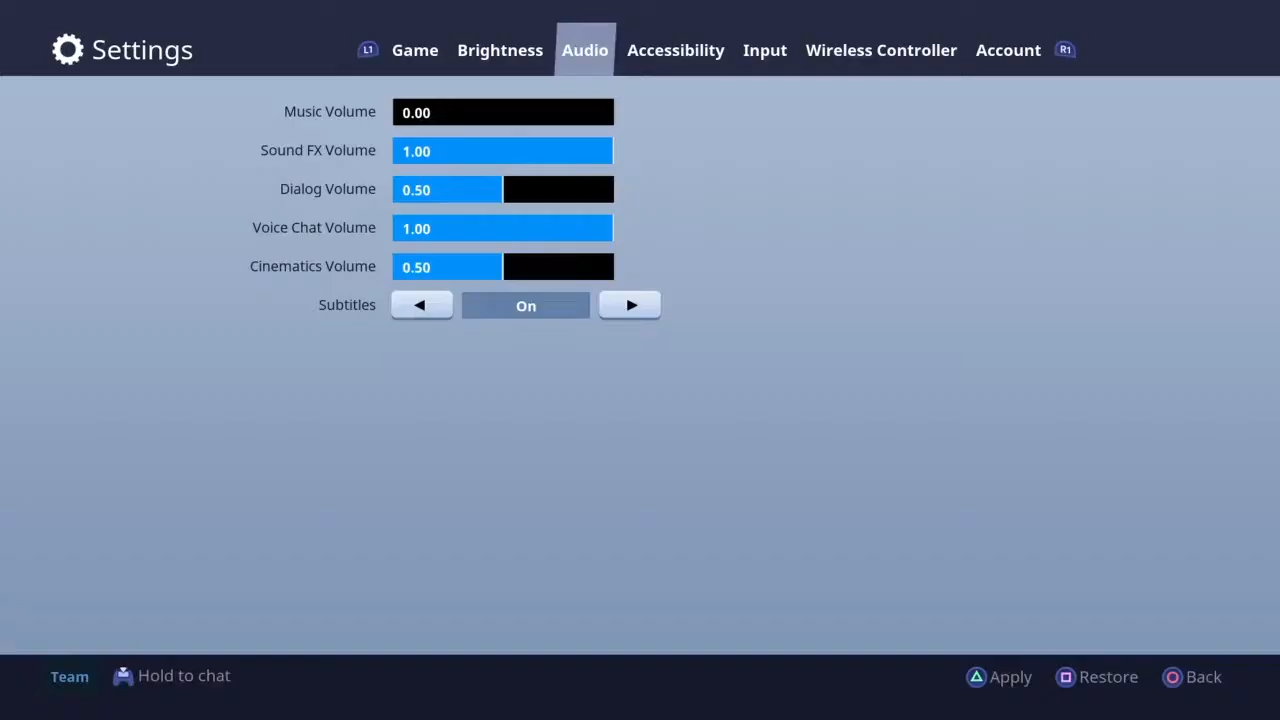 Settings
L1 Game Brightness Audio Accessibility Input Wireless Controller Account R1
Music Volume 0.00
Sound FX Volume 1.00
Dialog Volume 0.50
Voice Chat Volume 1.00
Cinematics Volume 0.50
Subtitles On
Team Hold to chat Apply Restore Back